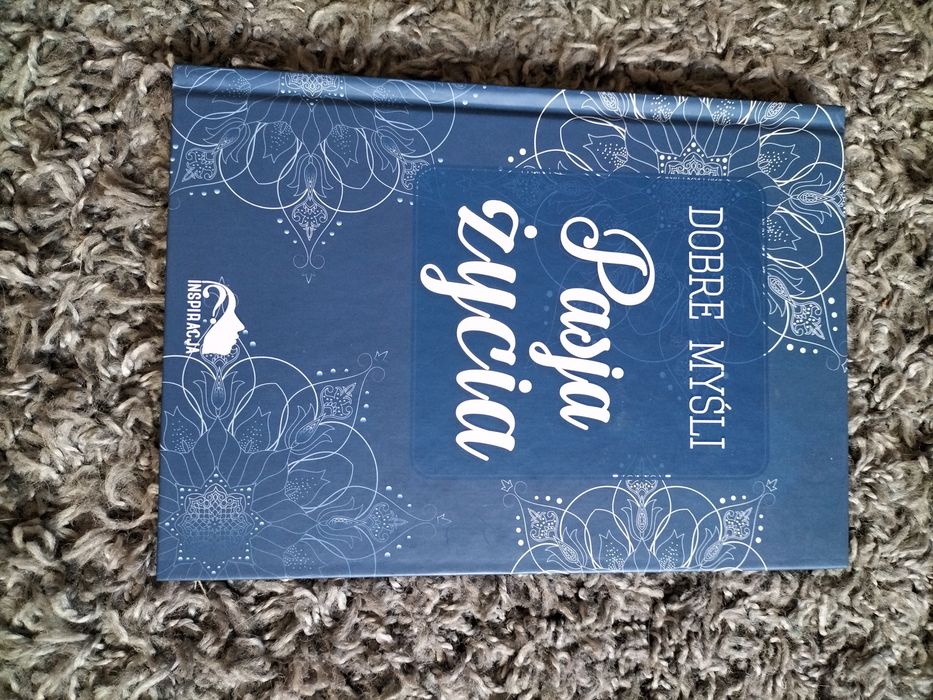 DOBRE MYŚLI
Pasja
życia
INSPIRACJA